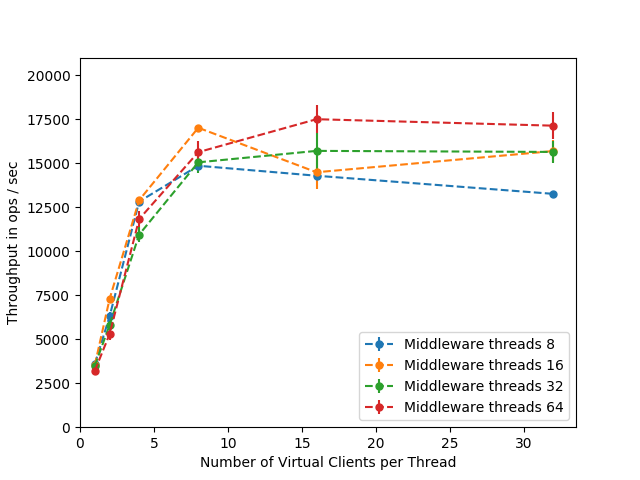 20000
17500
15000
12500
10000
7500
5000
2500
0
Throughput in ops / sec
0 5 10 15 20 25 30
Number of Virtual Clients per Thread
Middleware threads 8
Middleware threads 16
Middleware threads 32
Middleware threads 64